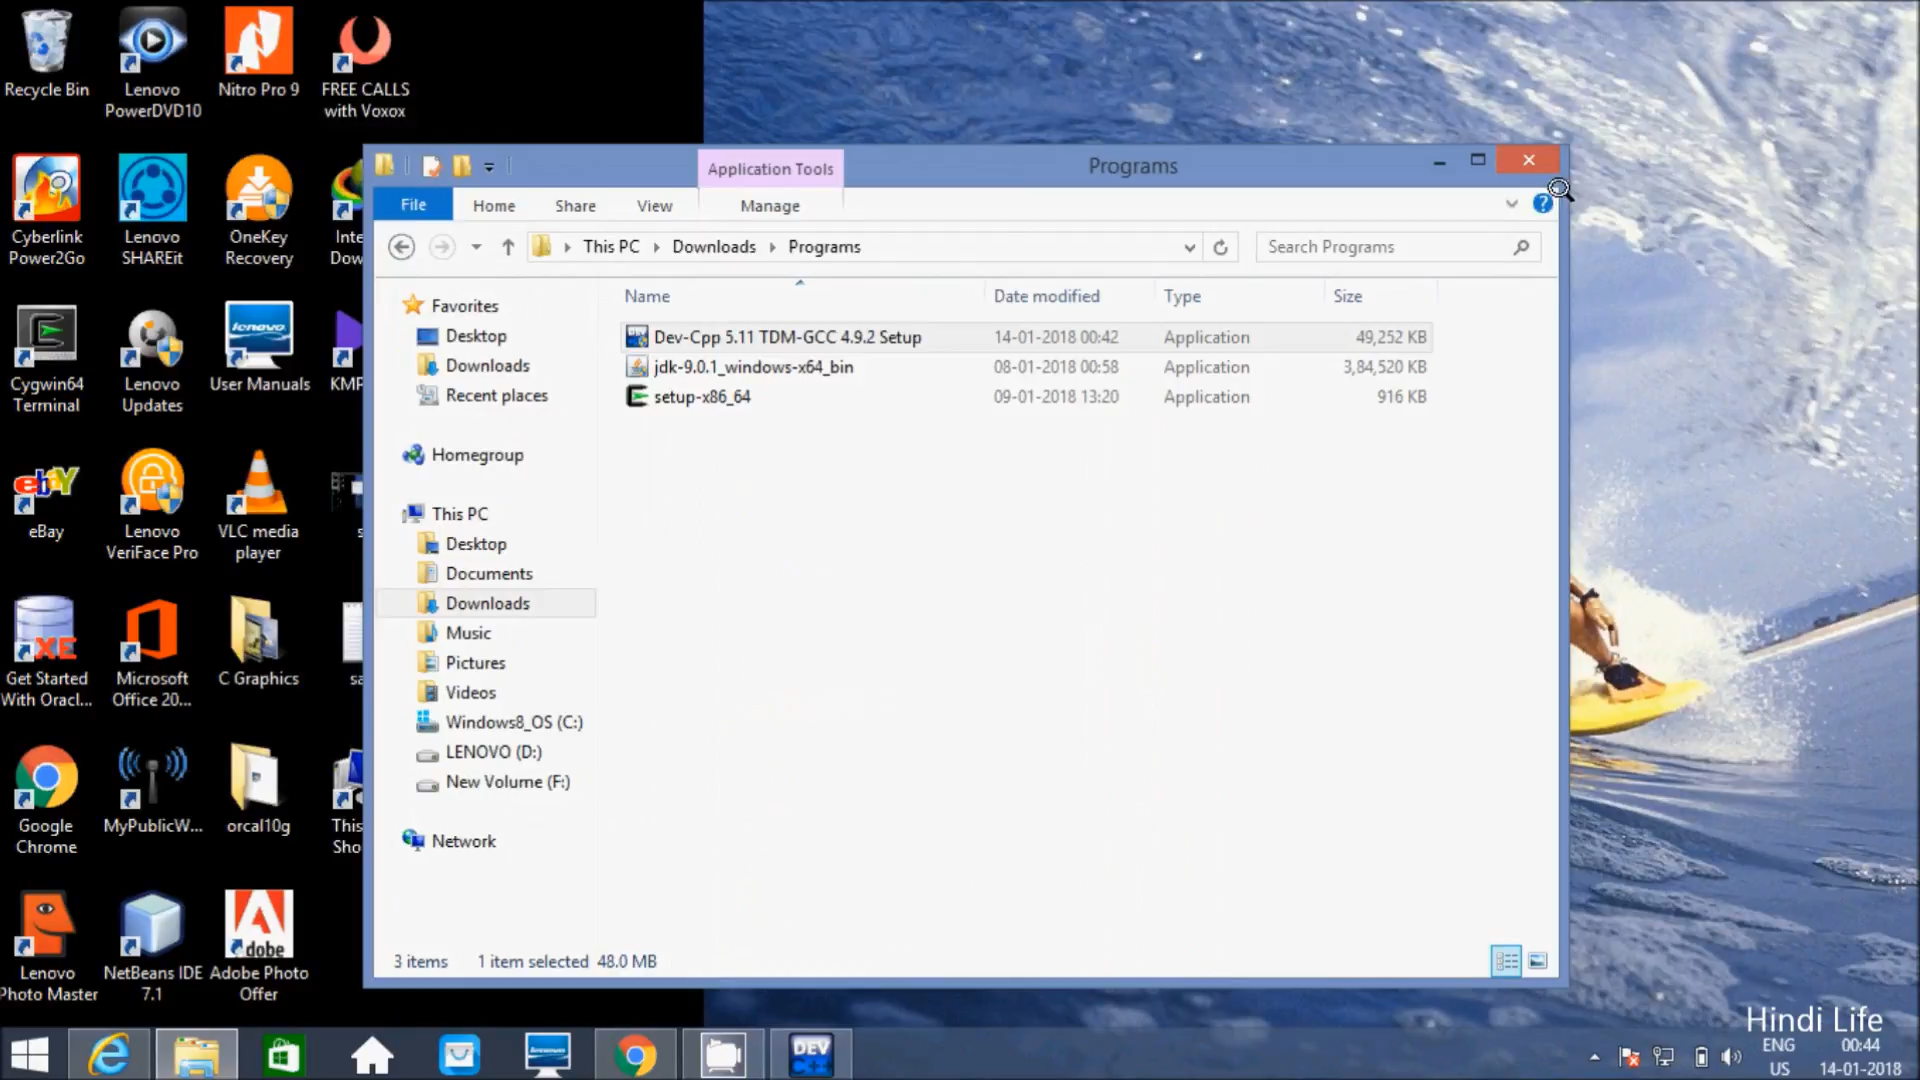 Recycle Bin
Lenovo
PowerDVD10
Nitro Pro 9
FREE CALLS
with Voxox
Cyberlink
Power2Go
Lenovo
SHAREit
OneKey
Recovery
Inte
Dow
Cygwin64
Terminal
Lenovo
Updates
User Manuals
KMP
eBay
Lenovo
VeriFace Pro
VLC media
player
s
Get Started
With Oracl...
Microsoft
Office 20...
C Graphics
sa
Google
Chrome
MyPublicW...
orcal10g
This
Sho
Lenovo
Photo Master
NetBeans IDE
7.1
Adobe Photo
Offer
Application Tools
Programs
File
Home
Share
View
Manage
This PC
Downloads
Programs
Search Programs
Name
Date modified
Type
Size
Dev-Cpp 5.11 TDM-GCC 4.9.2 Setup
14-01-2018 00:42
Application
49,252 KB
jdk-9.0.1_windows-x64_bin
08-01-2018 00:58
Application
3,84,520 KB
setup-x86_64
09-01-2018 13:20
Application
916 KB
Favorites
Desktop
Downloads
Recent places
Homegroup
This PC
Desktop
Documents
Downloads
Music
Pictures
Videos
Windows8_OS (C:)
LENOVO (D:)
New Volume (F:)
Network
3 items
1 item selected 48.0 MB
DEV
C++
Hindi Life
ENG
US
00:44
14-01-2018